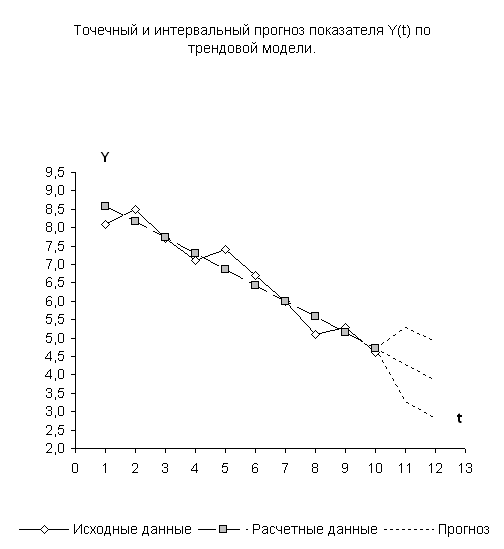 Точечный и интервальный прогноз показателя Y(t) по
трендовой модели.
Y
9,5
9,0
8,5
8,0
7,5
7,0
6,5
6,0
5,5
5,0
4,5
4,0
3,5
3,0
2,5
2,0
t
0 1 2 3 4 5 6 7 8 9 10 11 12 13
Исходные данные Расчетные данные Прогноз